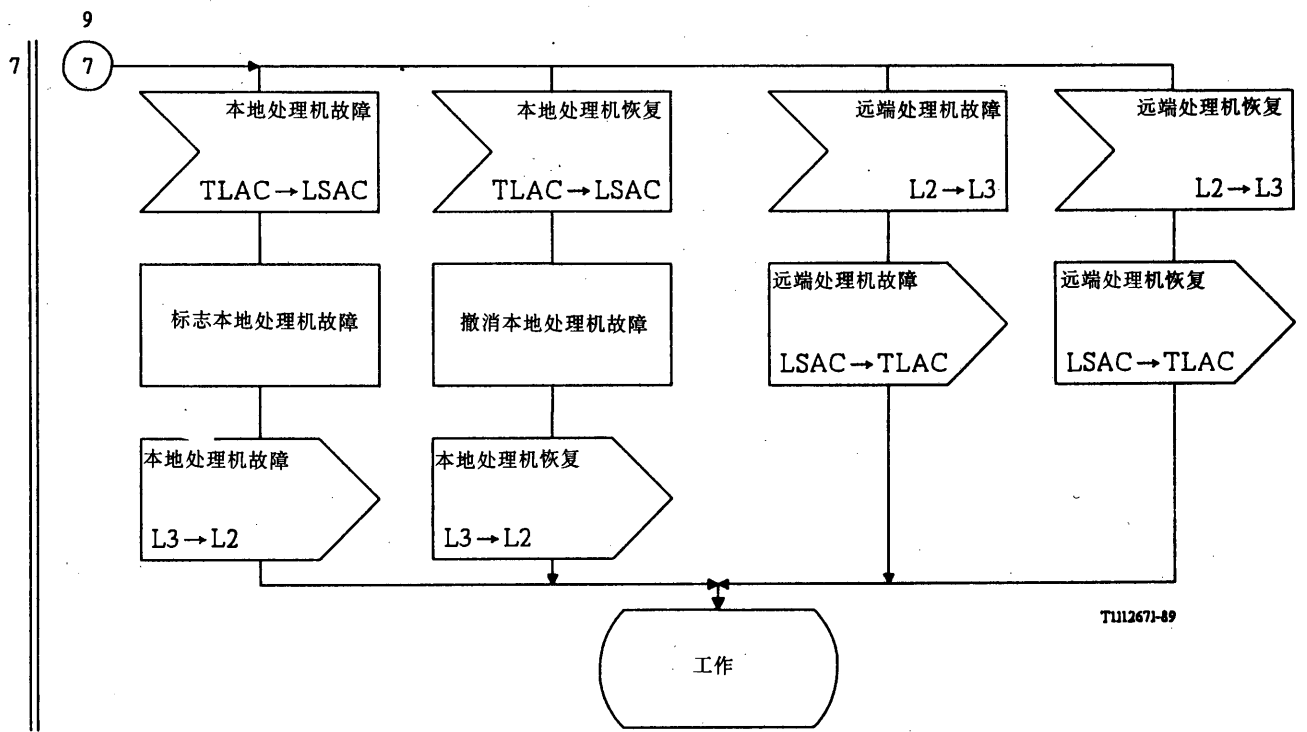 9
7
7
本地处理机故障
TLAC→LSAC
本地处理机恢复
TLAC→LSAC
远端处理机故障
L2→L3
远端处理机恢复
L2→L3
标志本地处理机故障
撤消本地处理机故障
远端处理机故障
LSAC→TLAC
远端处理机恢复
LSAC→TLAC
本地处理机故障
L3→L2
本地处理机恢复
L3→L2
T1112671-89
工作